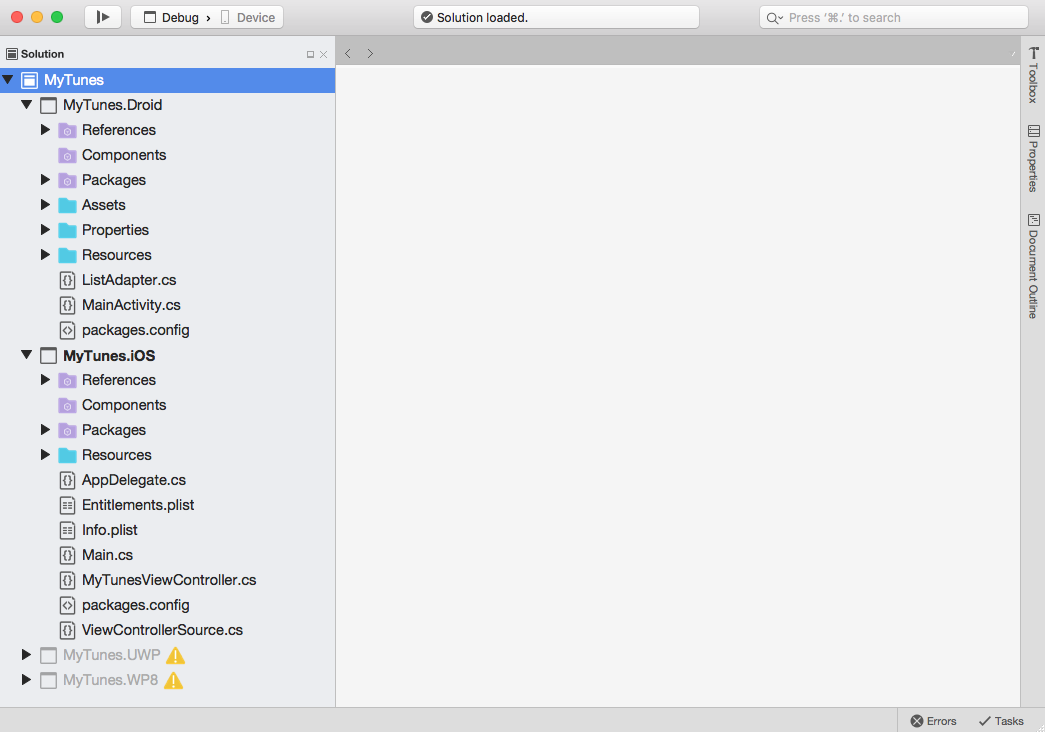 Debug › Device
Solution loaded.
Press '⌘.' to search
Solution
MyTunes
MyTunes.Droid
References
Components
Packages
Assets
Properties
Resources
ListAdapter.cs
MainActivity.cs
packages.config
MyTunes.iOS
References
Components
Packages
Resources
AppDelegate.cs
Entitlements.plist
Info.plist
Main.cs
MyTunesViewController.cs
packages.config
ViewControllerSource.cs
MyTunes.UWP
MyTunes.WP8
Toolbox
Properties
Document Outline
Errors
Tasks